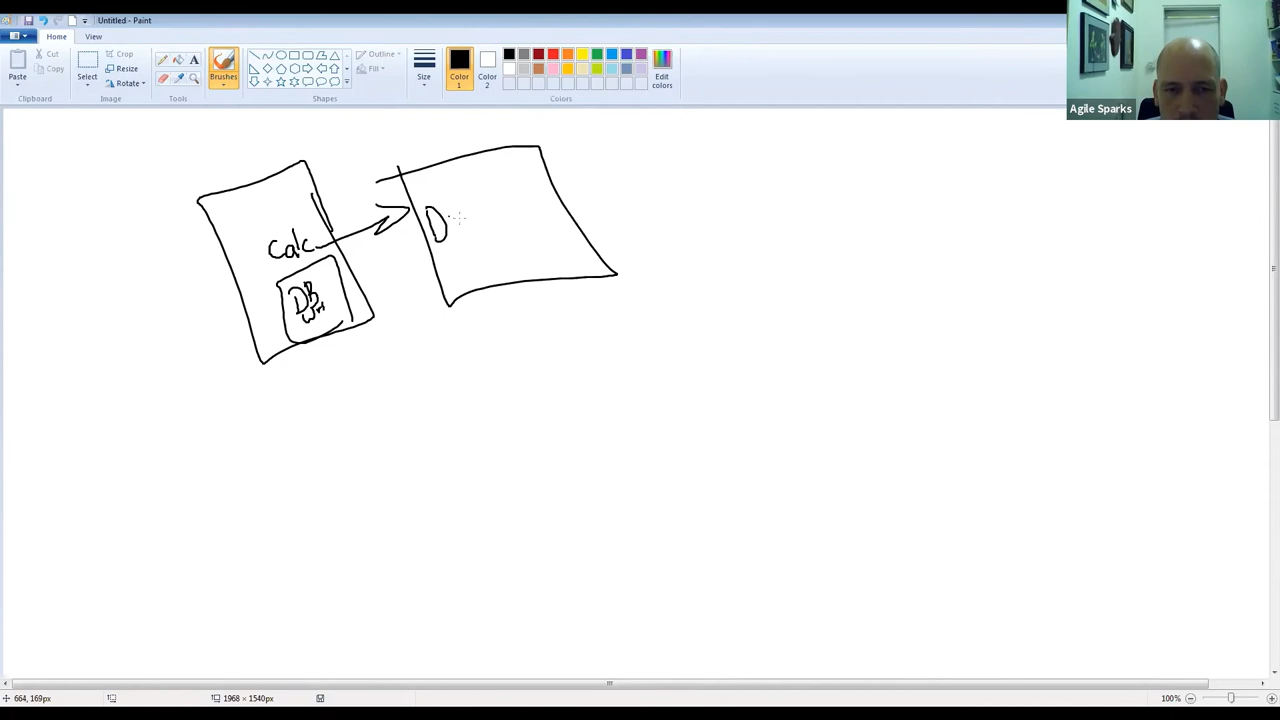 Untitled - Paint
Home
View
Paste
Cut
Copy
Clipboard
Select
Crop
Resize
Rotate
Image
A
Tools
Brushes
Outline
Fill
Shapes
Size
Color
1
Color
2
Edit
colors
Colors
Agile Sparks
Calc
DB
D
664, 169px
1968 × 1540px
100%